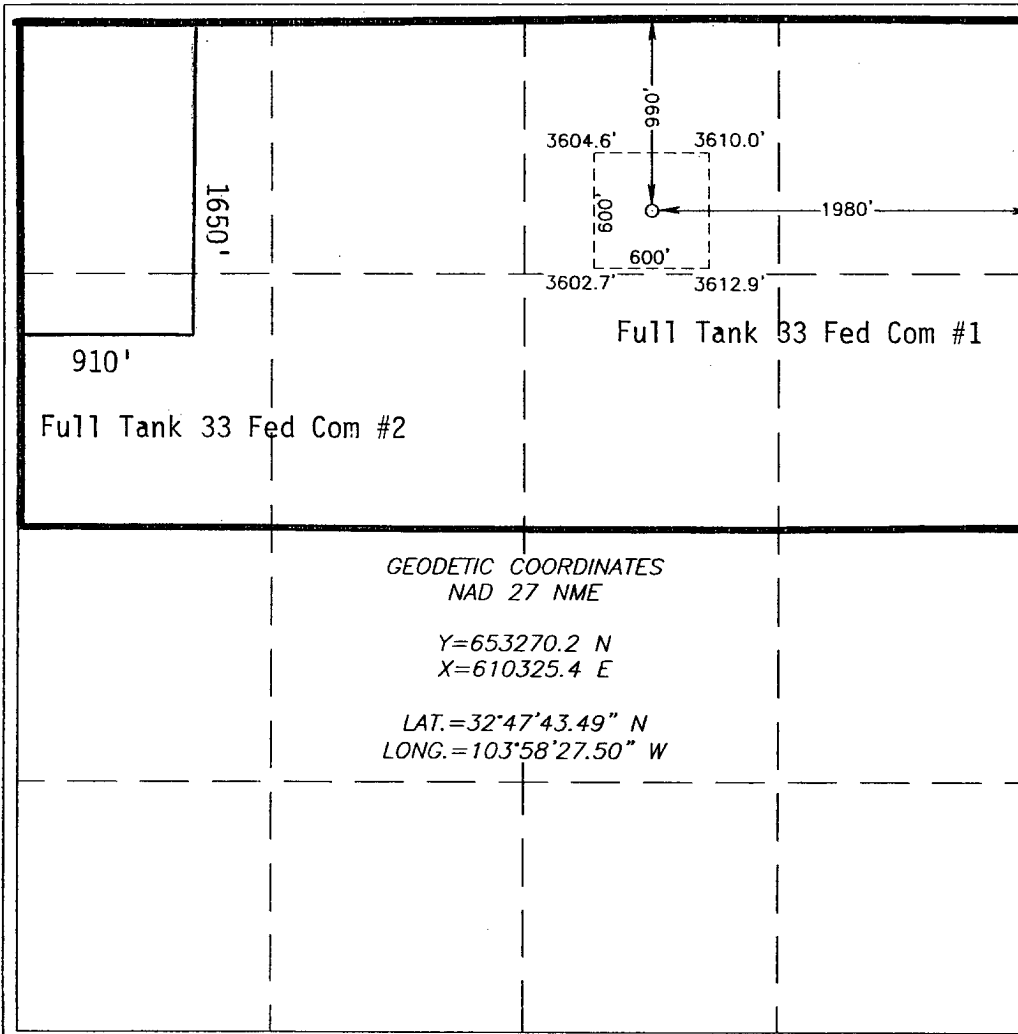 990'
3604.6' 3610.0'
1650'
600'
1980'
600'
3602.7' 3612.9'
Full Tank 33 Fed Com #1
910'
Full Tank 33 Fed Com #2
GEODETIC COORDINATES
NAD 27 NME
Y=653270.2 N
X=610325.4 E
LAT.=32°47'43.49" N
LONG.=103°58'27.50" W